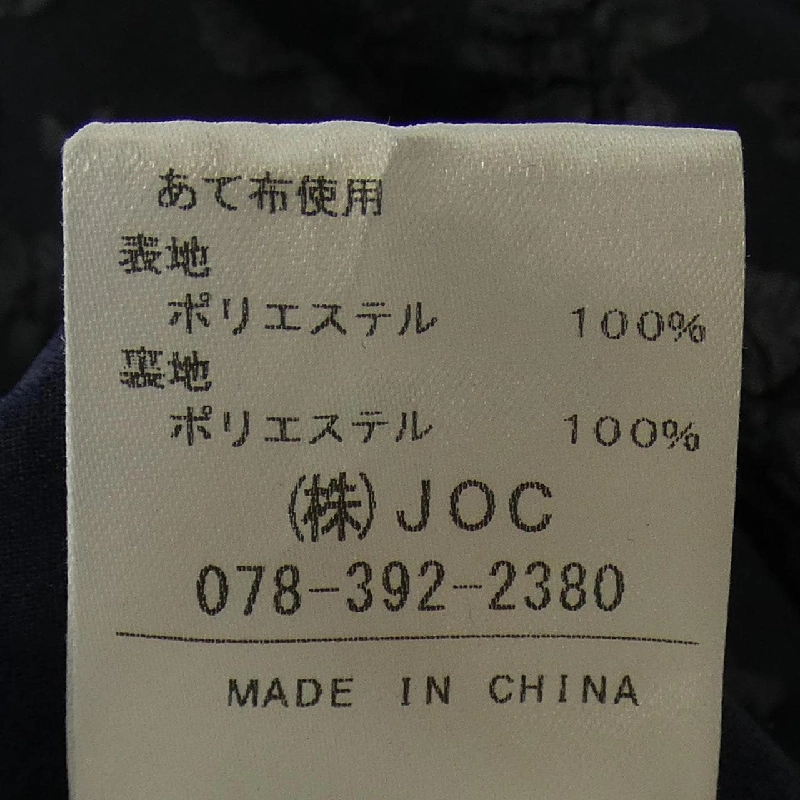 あて布使用
表地
ポリエステル 100%
裏地
ポリエステル 100%
(株)JOC
078-392-2380
MADE IN CHINA